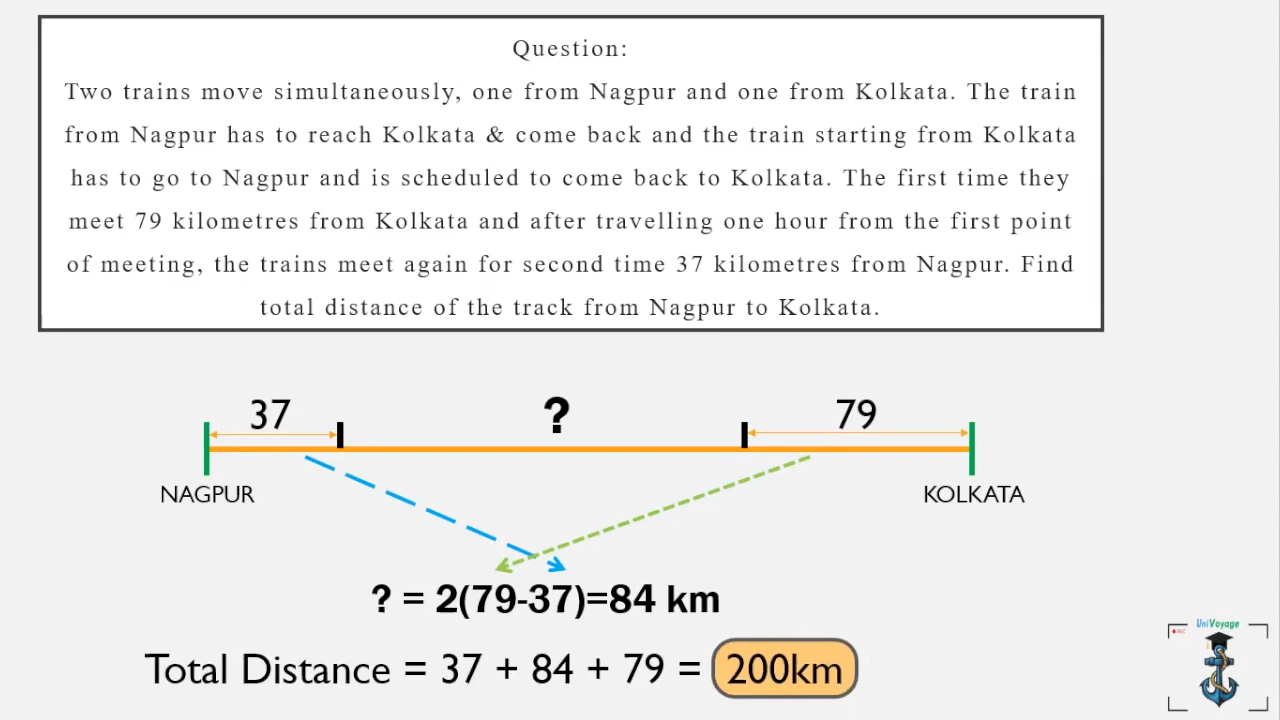 Question:
Two trains move simultaneously, one from Nagpur and one from Kolkata. The train
from Nagpur has to reach Kolkata & come back and the train starting from Kolkata
has to go to Nagpur and is scheduled to come back to Kolkata. The first time they
meet 79 kilometres from Kolkata and after travelling one hour from the first point
of meeting, the trains meet again for second time 37 kilometres from Nagpur. Find
total distance of the track from Nagpur to Kolkata.
37 ? 79
NAGPUR KOLKATA
? = 2(79-37)=84 km
Total Distance = 37 + 84 + 79 = 200km
UniVoyage
REC